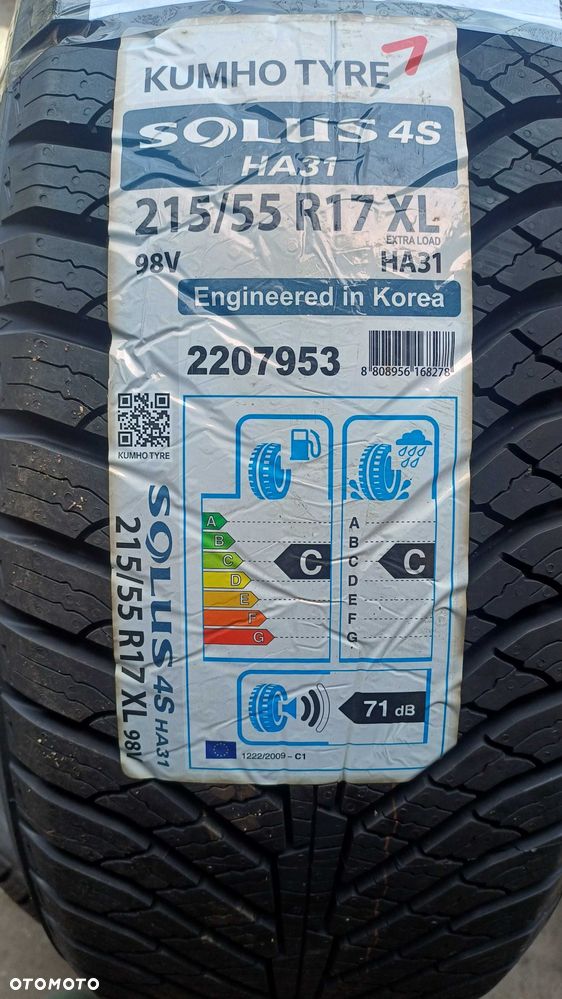 KUMHO TYRE
SOLUS 4S
HA31
215/55 R17 XL
EXTRA LOAD
98V HA31
Engineered in Korea
2207953
8 808956 168278
KUMHO TYRE
SOLUS 4S HA31
215/55 R17 XL 98V
A
B
C
D
E
F
G
C
A
B
C
D
E
F
G
C
71 dB
1222/2009 - C1
OTOMOTO